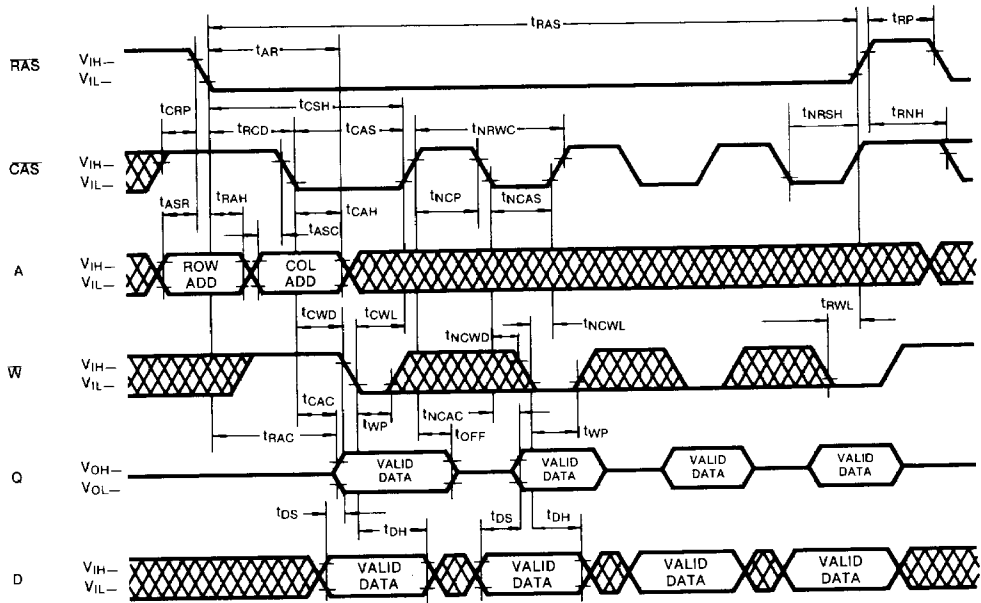 tRAS
tRP
tAR
RAS
VIH—
VIL—
tCRP
tCSH
tRCD
tCAS
tNRWC
tNRSH
tRNH
CAS
VIH—
VIL—
tASR
tRAH
tCAH
tNCP
tNCAS
tASC
A
VIH—
VIL—
ROW
ADD
COL
ADD
tCWD
tCWL
tNCWD
tNCWL
tRWL
W
VIH—
VIL—
tCAC
tWP
tNCAC
tWP
tRAC
tOFF
Q
VOH—
VOL—
VALID
DATA
VALID
DATA
VALID
DATA
VALID
DATA
tDS
tDH
tDS
tDH
D
VIH—
VIL—
VALID
DATA
VALID
DATA
VALID
DATA
VALID
DATA